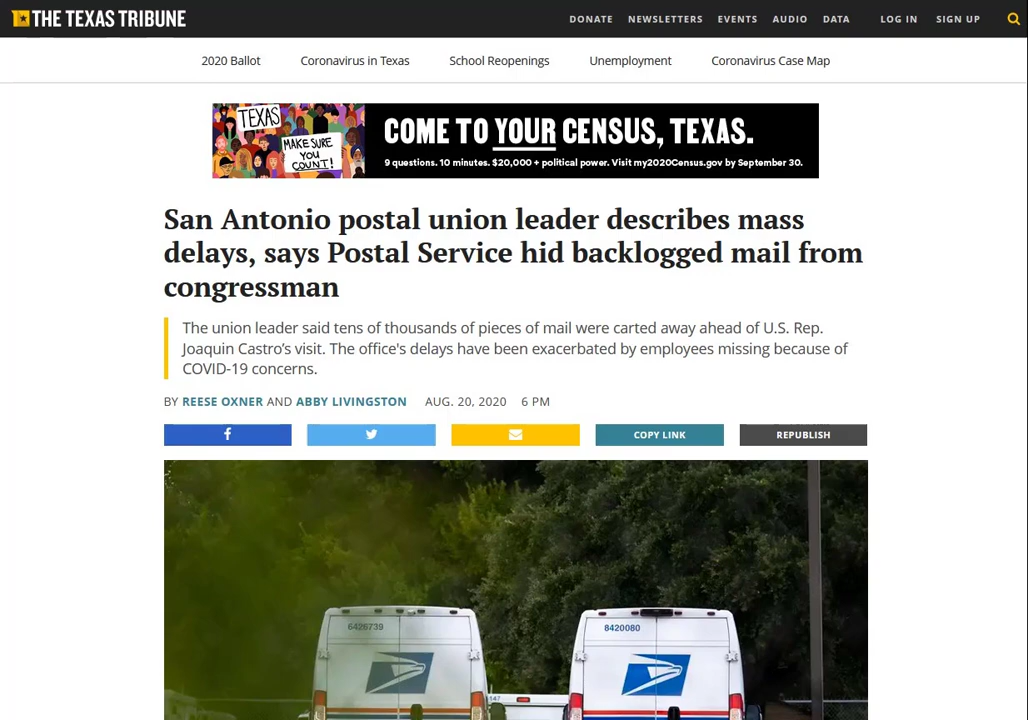 THE TEXAS TRIBUNE
DONATE NEWSLETTERS EVENTS AUDIO DATA LOG IN SIGN UP
2020 Ballot Coronavirus in Texas School Reopenings Unemployment Coronavirus Case Map
TEXAS
MAKE SURE
YOU
COUNT!
COME TO YOUR CENSUS, TEXAS.
9 questions. 10 minutes. $20,000 + political power. Visit my2020Census.gov by September 30.
San Antonio postal union leader describes mass
delays, says Postal Service hid backlogged mail from
congressman
The union leader said tens of thousands of pieces of mail were carted away ahead of U.S. Rep.
Joaquin Castro’s visit. The office's delays have been exacerbated by employees missing because of
COVID-19 concerns.
BY REESE OXNER AND ABBY LIVINGSTON AUG. 20, 2020 6 PM
COPY LINK REPUBLISH
6426739 8420080